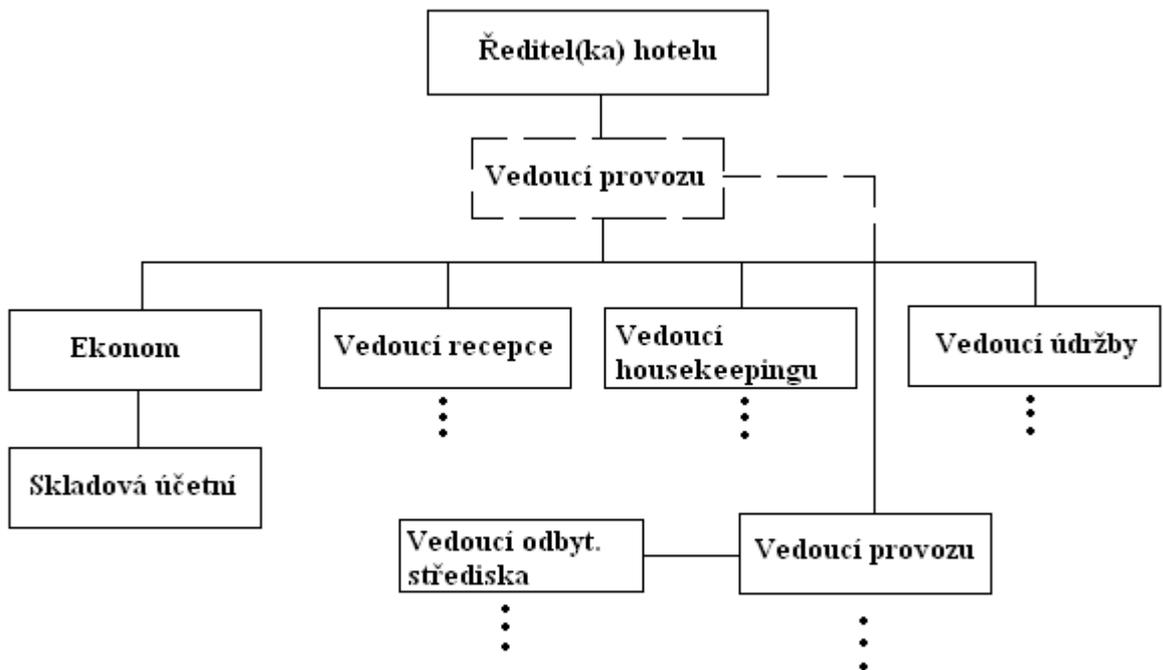 Ředitel(ka) hotelu
Vedoucí provozu
Ekonom
Vedoucí recepce
Vedoucí
housekeepingu
Vedoucí údržby
Skladová účetní
Vedoucí odbyt.
střediska
Vedoucí provozu